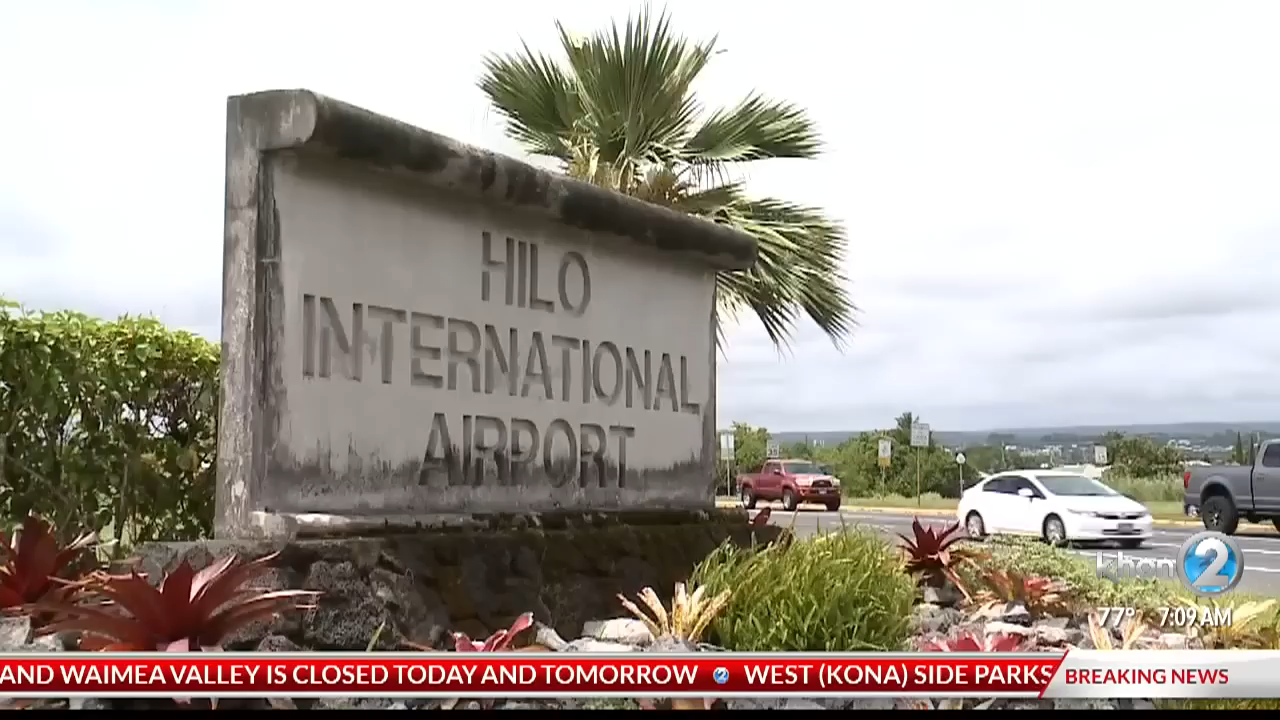 HILO
INTERNATIONAL
AIRPORT
khon 2
77° 7:09 AM
AND WAIMEA VALLEY IS CLOSED TODAY AND TOMORROW 2 WEST (KONA) SIDE PARKS
BREAKING NEWS